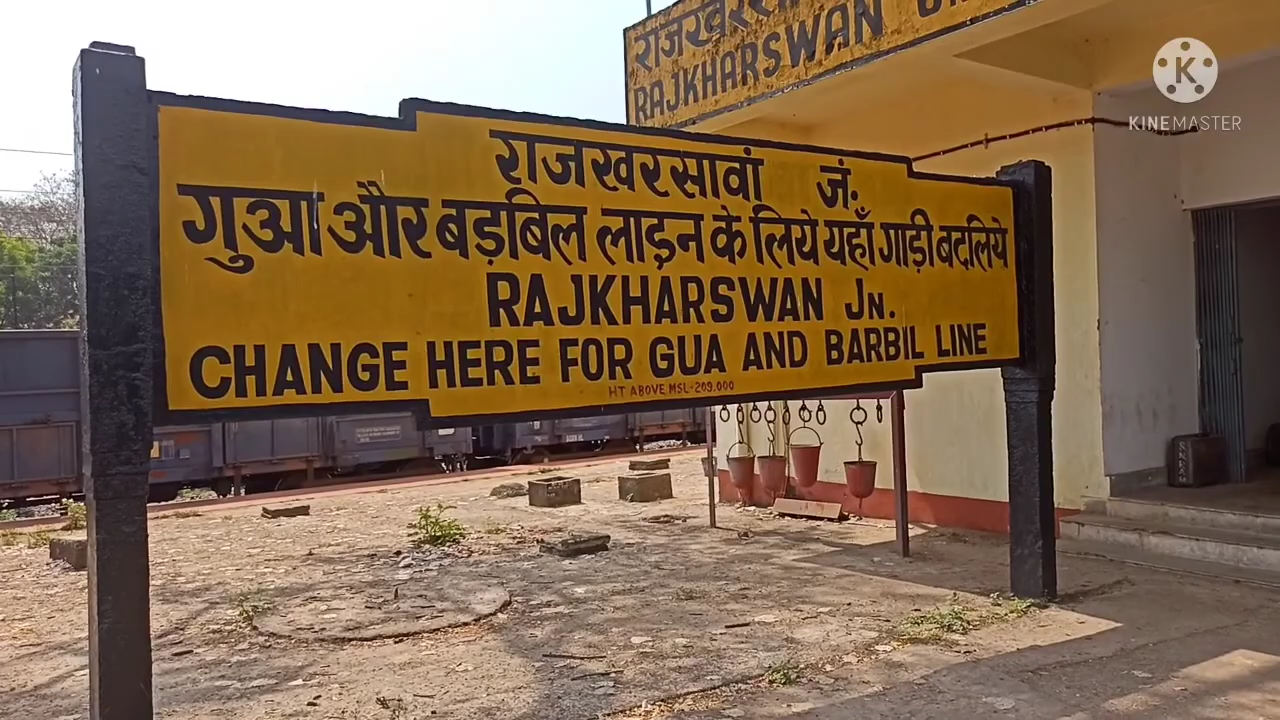 राजखरसावां जं.
गुआ और बड़बिल लाइन के लिये यहाँ गाड़ी बदलिये
RAJKHARSWAN JN.
CHANGE HERE FOR GUA AND BARBIL LINE
HT ABOVE MSL-209.000
RAJKHARSWAN
K
KINEMASTER